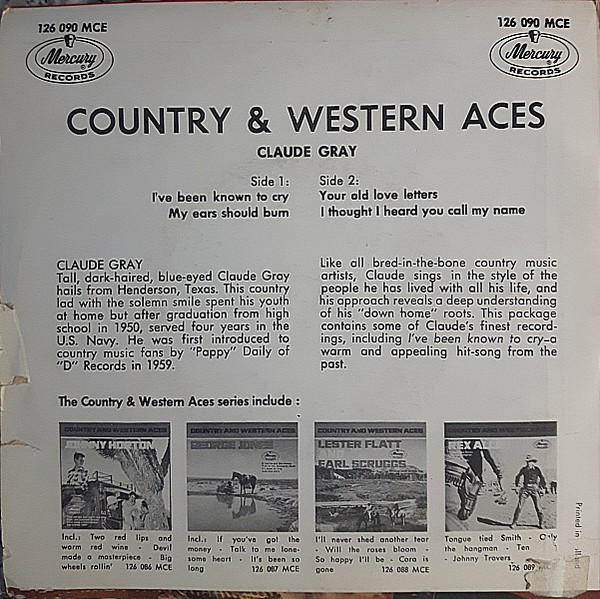 126 090 MCE
Mercury
RECORDS
126 090 MCE
Mercury
RECORDS
COUNTRY & WESTERN ACES
CLAUDE GRAY
Side 1:
I've been known to cry
My ears should burn
Side 2:
Your old love letters
I thought I heard you call my name
CLAUDE GRAY
Tall, dark-haired, blue-eyed Claude Gray
hails from Henderson, Texas. This country
lad with the solemn smile spent his youth
at home but after graduation from high
school in 1950, served four years in the
U.S. Navy. He was first introduced to
country music fans by "Pappy" Daily of
"D" Records in 1959.
Like all bred-in-the-bone country music
artists, Claude sings in the style of the
people he has lived with all his life, and
his approach reveals a deep understanding
of his "down home" roots. This package
contains some of Claude's finest record-
ings, including I've been known to cry-a
warm and appealing hit-song from the
past.
The Country & Western Aces series include :
COUNTRY AND WESTERN ACES
JOHNNY HORTON
Incl.: Two red lips and
warm red wine - Devil
made a masterpiece - Big
wheels rollin' 126 086 MCE
COUNTRY AND WESTERN ACES
GEORGE JONES
Incl.: If you've got the
money - Talk to me lone-
some heart - It's been so
long 126 087 MCE
COUNTRY AND WESTERN ACES
LESTER FLATT
EARL SCRUGGS
I'll never shed another tear
- Will the roses bloom -
So happy I'll be - Cora is
gone 126 088 MCE
COUNTRY AND WESTERN ACES
REX
Tongue tied Smith - Only
the hangman - Ten
- Johnny Travers
126 089
Printed in